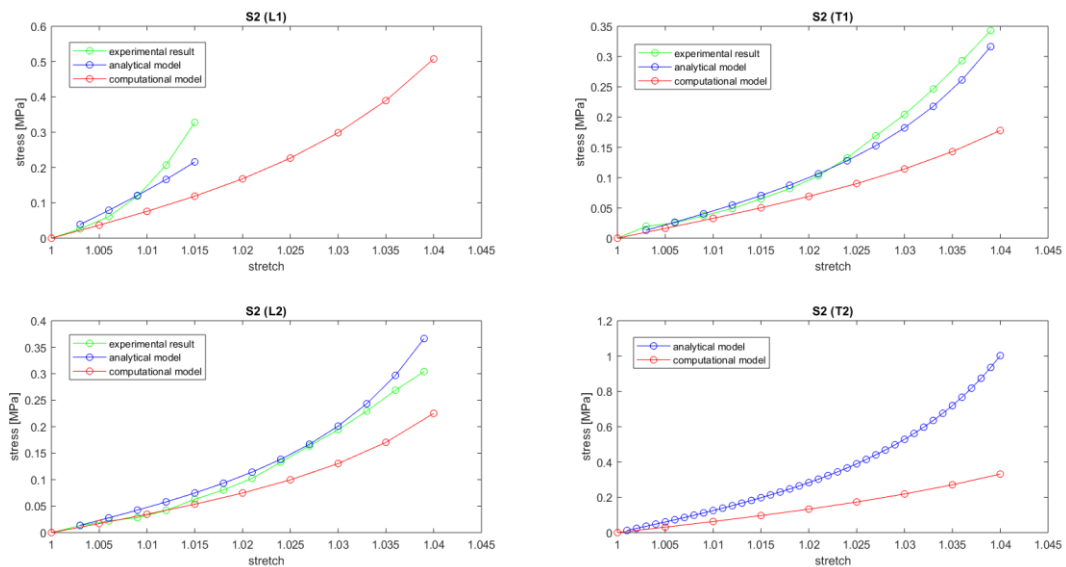 S2 (L1)
0.6
0.5
0.4
0.3
0.2
0.1
0
stress [MPa]
experimental result
analytical model
computational model
1 1.005 1.01 1.015 1.02 1.025 1.03 1.035 1.04 1.045
stretch
S2 (T1)
0.35
0.3
0.25
0.2
0.15
0.1
0.05
0
stress [MPa]
experimental result
analytical model
computational model
1 1.005 1.01 1.015 1.02 1.025 1.03 1.035 1.04 1.045
stretch
S2 (L2)
0.4
0.35
0.3
0.25
0.2
0.15
0.1
0.05
0
stress [MPa]
experimental result
analytical model
computational model
1 1.005 1.01 1.015 1.02 1.025 1.03 1.035 1.04 1.045
stretch
S2 (T2)
1.2
1
0.8
0.6
0.4
0.2
0
stress [MPa]
analytical model
computational model
1 1.005 1.01 1.015 1.02 1.025 1.03 1.035 1.04 1.045
stretch